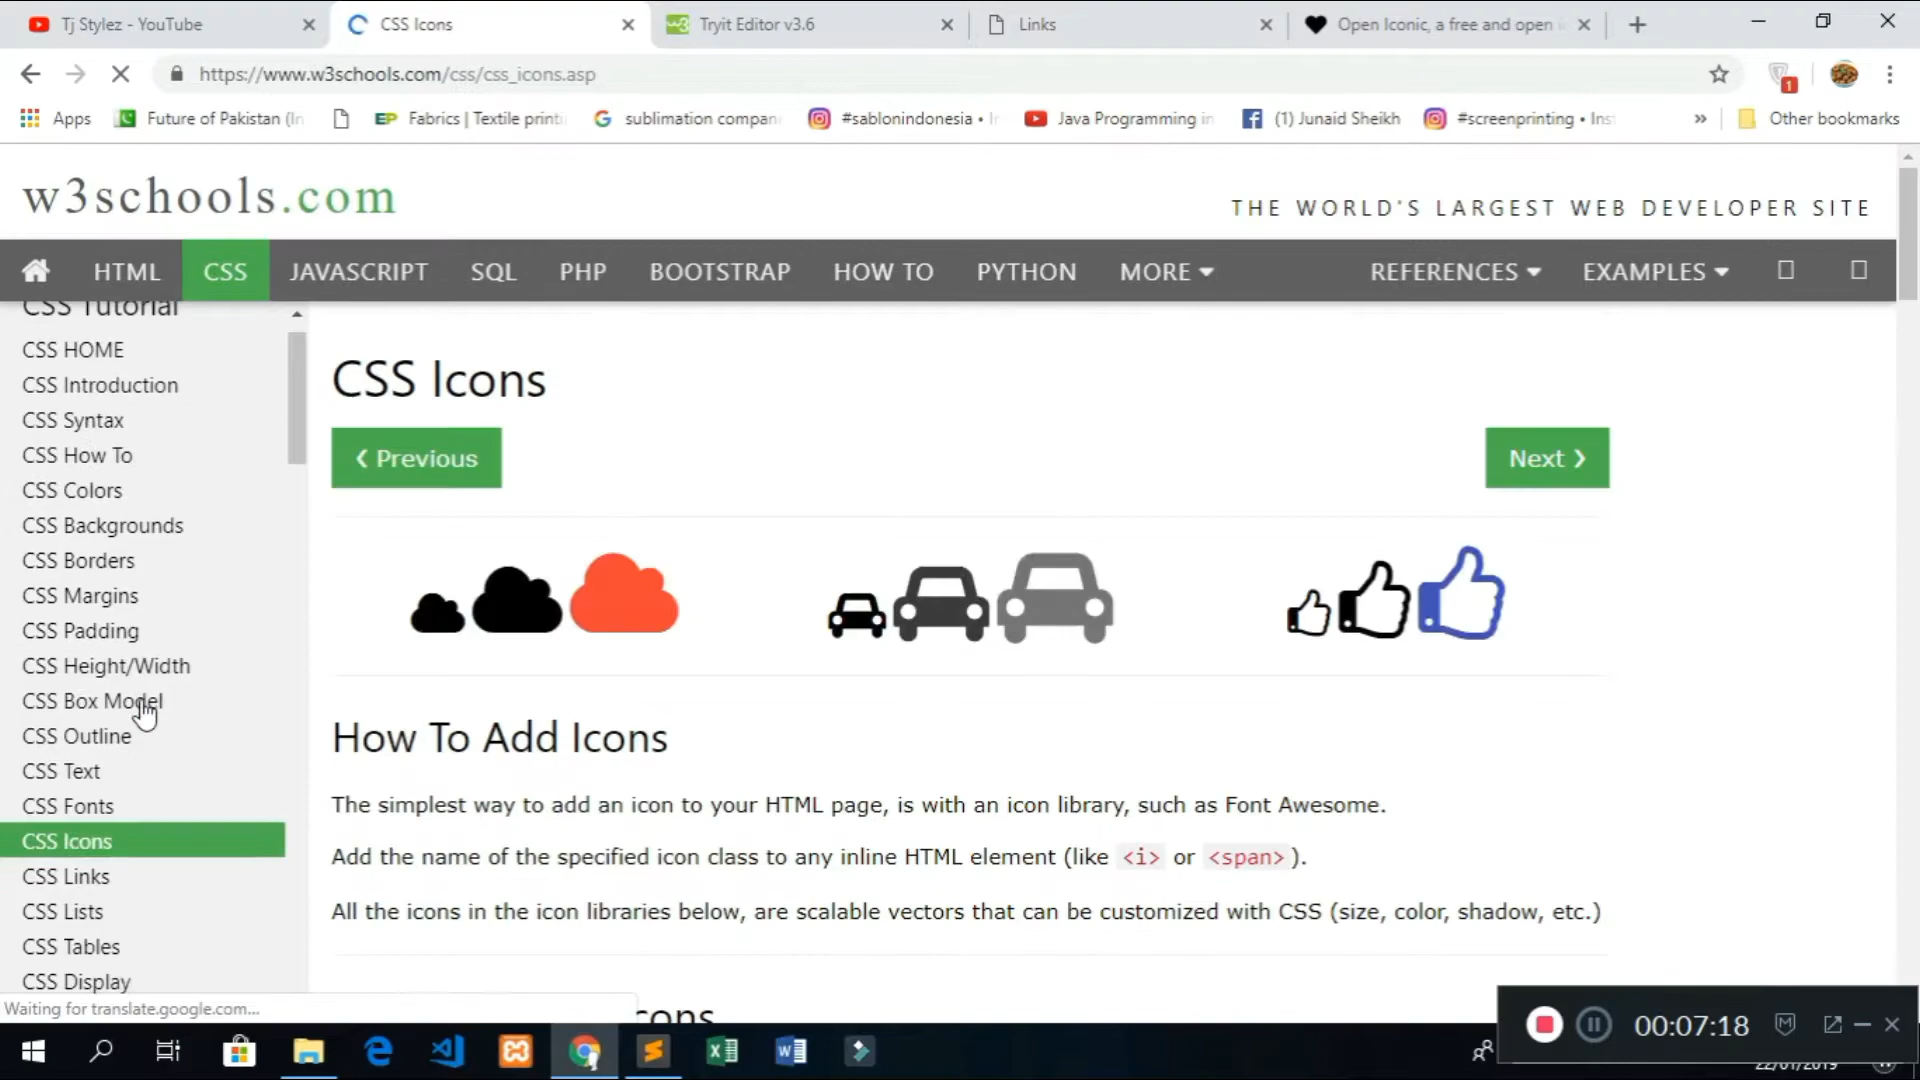 Tj Stylez - YouTube
CSS Icons
Tryit Editor v3.6
Links
Open Iconic, a free and open
https://www.w3schools.com/css/css_icons.asp
1
Apps
Future of Pakistan (In
Fabrics | Textile printi
sublimation compan
#sablonindonesia • In
Java Programming in
(1) Junaid Sheikh
#screenprinting • Inst
»
Other bookmarks
w3schools.com
THE WORLD'S LARGEST WEB DEVELOPER SITE
HTML
CSS
JAVASCRIPT
SQL
PHP
BOOTSTRAP
HOW TO
PYTHON
MORE
REFERENCES
EXAMPLES
CSS Tutorial
CSS HOME
CSS Introduction
CSS Syntax
CSS How To
CSS Colors
CSS Backgrounds
CSS Borders
CSS Margins
CSS Padding
CSS Height/Width
CSS Box Model
CSS Outline
CSS Text
CSS Fonts
CSS Icons
CSS Links
CSS Lists
CSS Tables
CSS Display
CSS Icons
❮ Previous
Next ❯
How To Add Icons
The simplest way to add an icon to your HTML page, is with an icon library, such as Font Awesome.
Add the name of the specified icon class to any inline HTML element (like <i> or <span>).
All the icons in the icon libraries below, are scalable vectors that can be customized with CSS (size, color, shadow, etc.)
Waiting for translate.google.com...
cons
00:07:18
22/01/2019